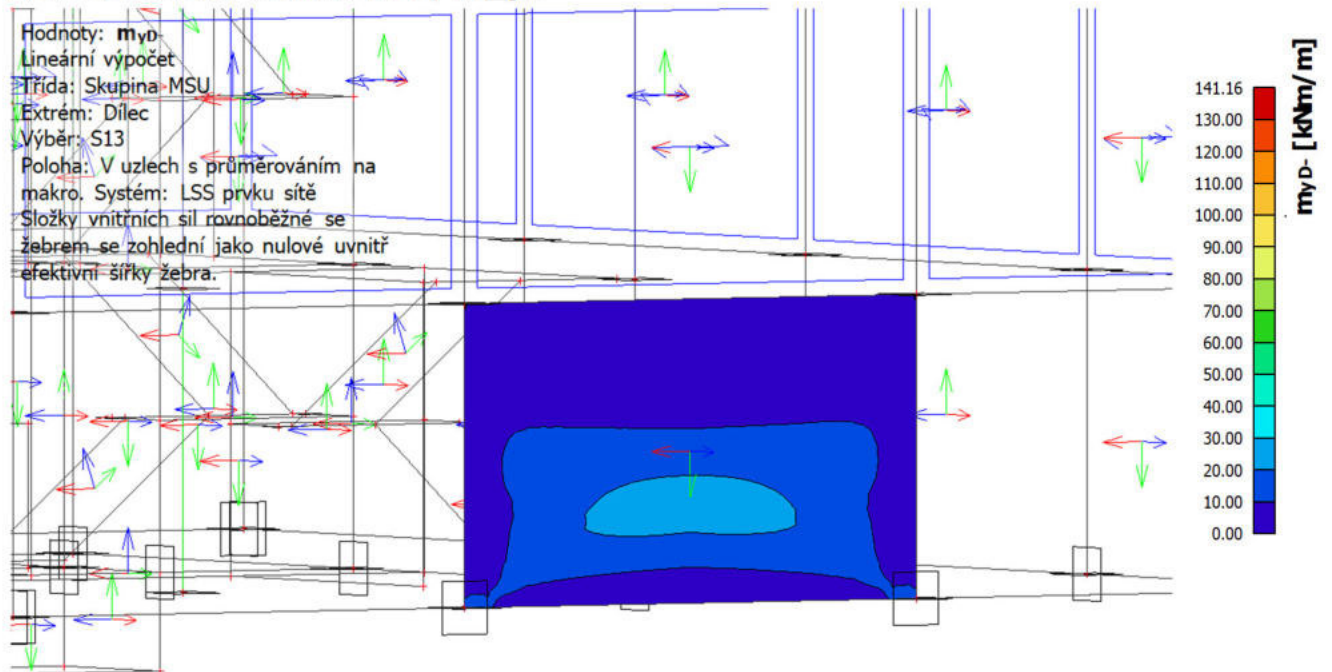 Hodnoty: myD-
Lineární výpočet
Třída: Skupina MSU
Extrém: Dílec
Výběr: S13
Poloha: V uzlech s průměrováním na
makro. Systém: LSS prvku sítě
Složky vnitřních sil rovnoběžné se
žebrem se zohlední jako nulové uvnitř
efektivní šířky žebra.
141.16
130.00
120.00
110.00
100.00
90.00
80.00
70.00
60.00
50.00
40.00
30.00
20.00
10.00
0.00
myD- [kNm/m]